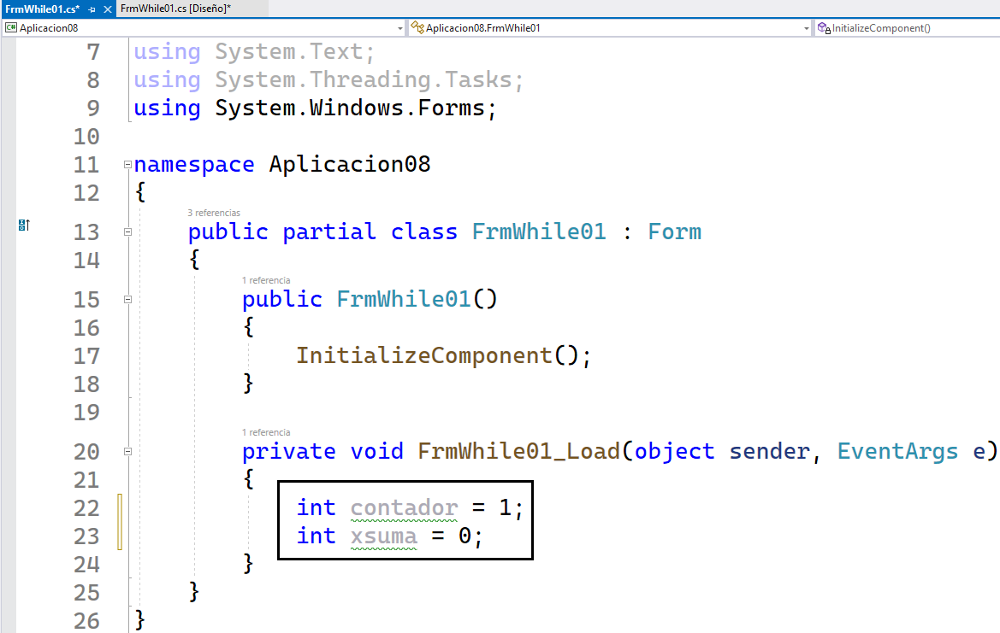 FrmWhile01.cs* FrmWhile01.cs [Diseño]*
C# Aplicacion08 Aplicacion08.FrmWhile01 InitializeComponent()
7 using System.Text;
8 using System.Threading.Tasks;
9 using System.Windows.Forms;
10
11 namespace Aplicacion08
12 {
3 referencias
13 public partial class FrmWhile01 : Form
14 {
1 referencia
15 public FrmWhile01()
16 {
17 InitializeComponent();
18 }
19
1 referencia
20 private void FrmWhile01_Load(object sender, EventArgs e)
21 {
22 int contador = 1;
23 int xsuma = 0;
24 }
25 }
26 }